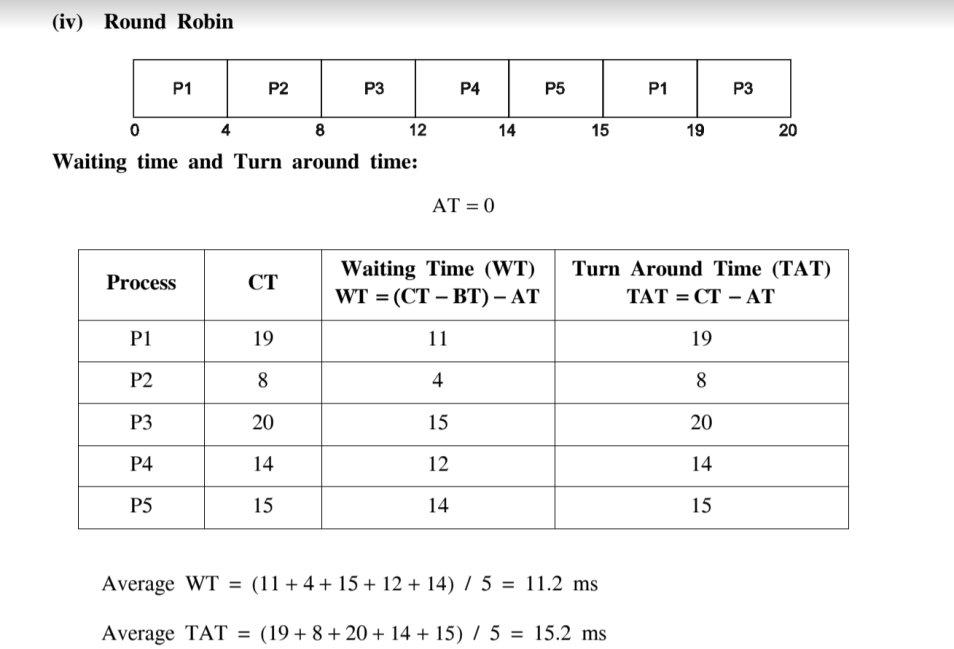 (iv) Round Robin
P1 P2 P3 P4 P5 P1 P3
0 4 8 12 14 15 19 20
Waiting time and Turn around time:
AT = 0
Process CT Waiting Time (WT) WT = (CT – BT) – AT Turn Around Time (TAT) TAT = CT – AT
P1 19 11 19
P2 8 4 8
P3 20 15 20
P4 14 12 14
P5 15 14 15
Average WT = (11 + 4 + 15 + 12 + 14) / 5 = 11.2 ms
Average TAT = (19 + 8 + 20 + 14 + 15) / 5 = 15.2 ms